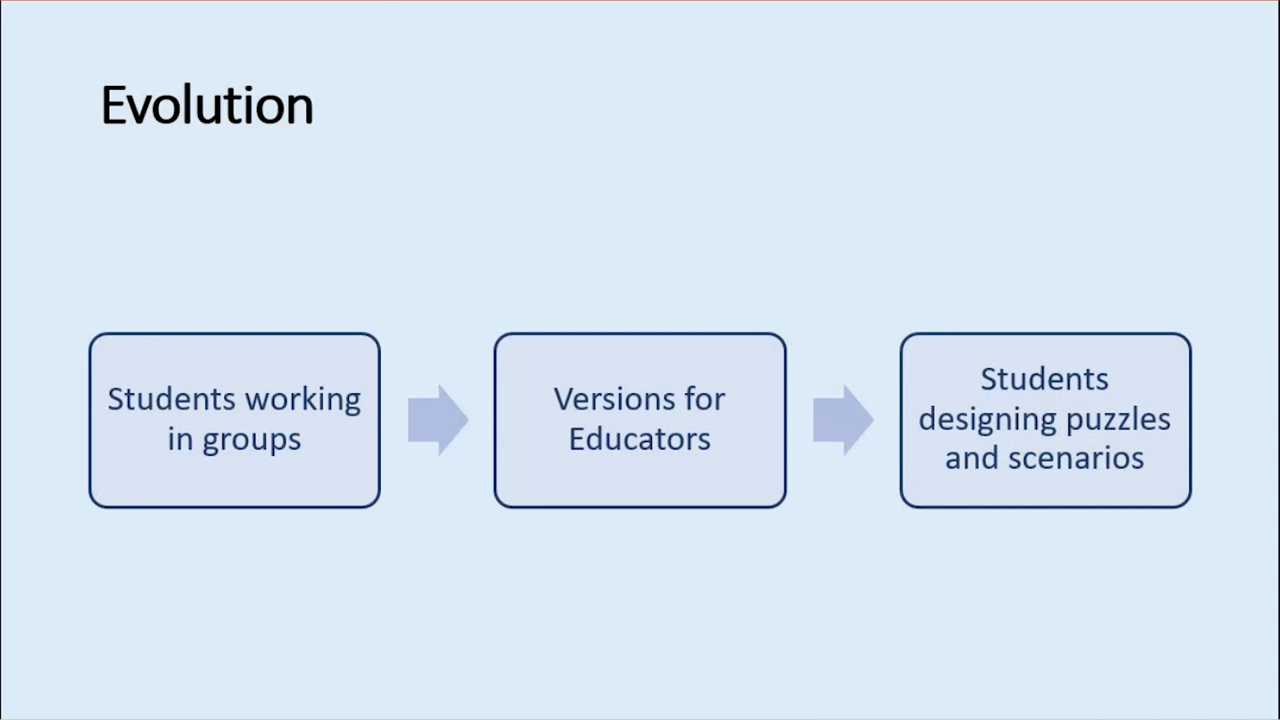 Evolution
Students working
in groups
Versions for
Educators
Students
designing puzzles
and scenarios